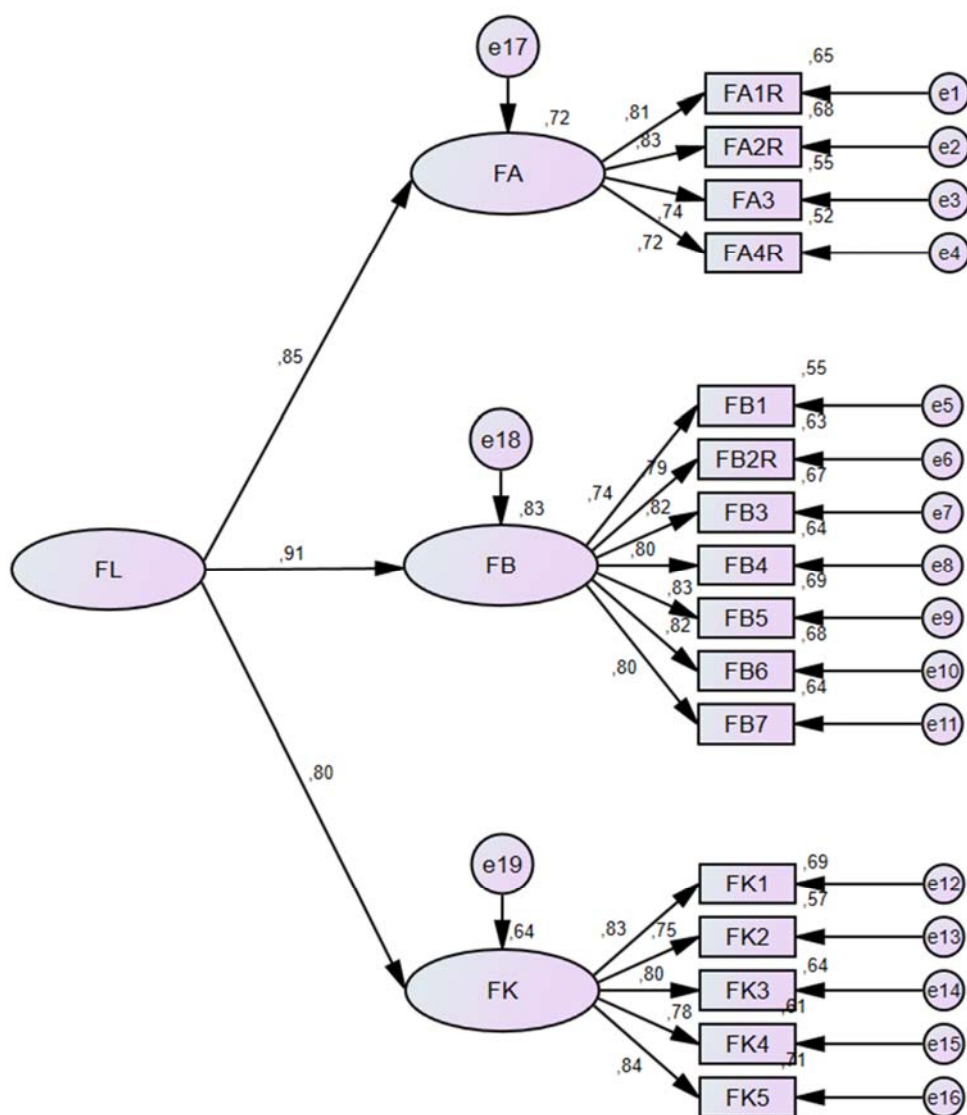 e17
,65
FA1R
e1
,81
,68
,72
,83
FA2R
e2
FA
,55
FA3
e3
,74
,52
,72
FA4R
e4
,85
,55
FB1
e5
e18
,63
,79
FB2R
e6
,74
,67
,83
,82
FB3
e7
,64
FL
,91
FB
,80
FB4
e8
,83
,69
FB5
e9
,82
,68
FB6
e10
,80
,64
FB7
e11
,80
e19
,69
FK1
e12
,57
,64
,83
,75
FK2
e13
,80
,64
FK
FK3
e14
,61
,78
FK4
e15
,71
,84
FK5
e16